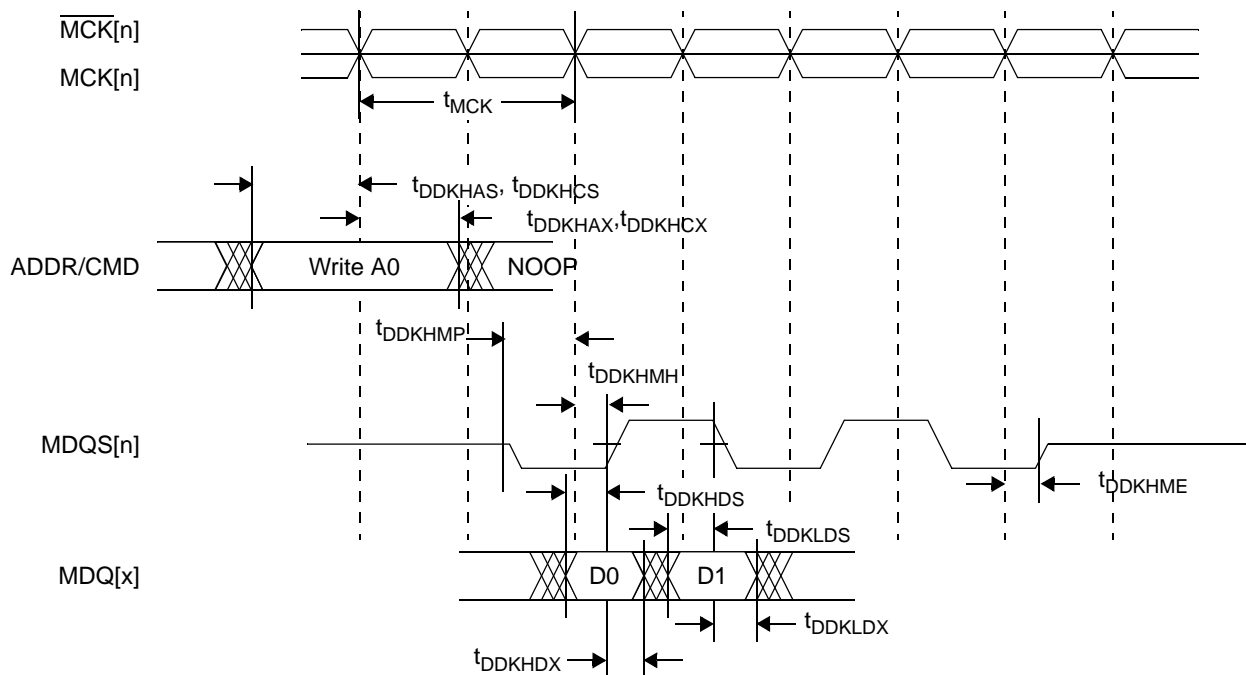 M̅C̅K̅[n]
MCK[n]
tMCK
tDDKHAS, tDDKHCS
tDDKHAX,tDDKHCX
ADDR/CMD
Write A0
NOOP
tDDKHMP
tDDKHMH
MDQS[n]
tDDKHME
tDDKHDS
tDDKLDS
MDQ[x]
D0
D1
tDDKLDX
tDDKHDX